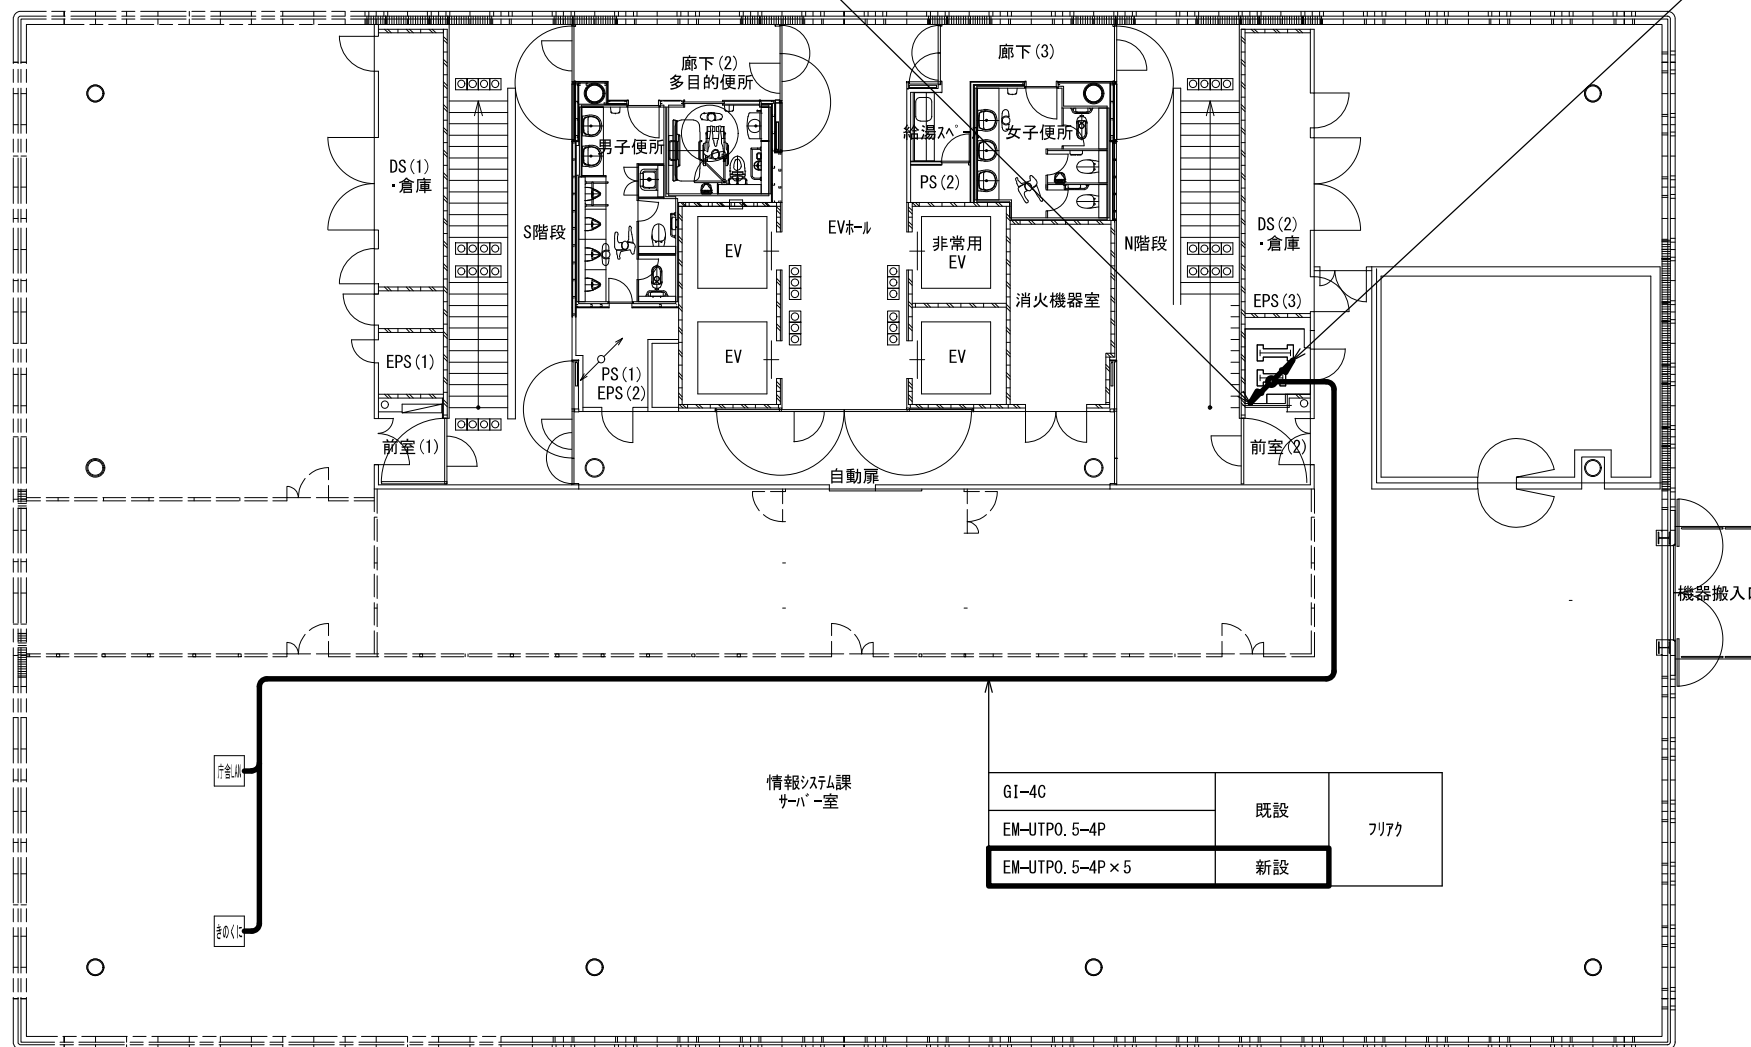 廊下(2)
多目的便所
廊下(3)
男子便所
給湯スペース
女子便所
DS(1)
・倉庫
PS(2)
S階段
EV
EVホール
非常用
EV
N階段
DS(2)
・倉庫
消火機器室
EPS(3)
EPS(1)
EV
EV
PS(1)
EPS(2)
前室(1)
自動扉
前室(2)
機器搬入口
庁舎LAN
情報システム課
サーバー室
GI-4C
既設
フリアク
EM-UTP0.5-4P
EM-UTP0.5-4P×5
新設
きのくに